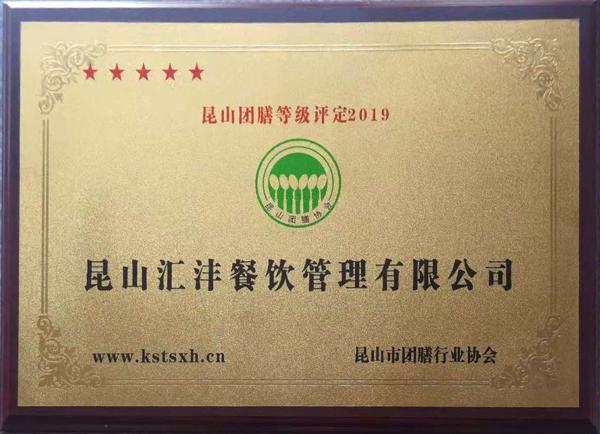 ★★★★★
昆山团膳等级评定2019
昆山团膳协会
昆山汇沣餐饮管理有限公司
www.kstsxh.cn 昆山市团膳行业协会